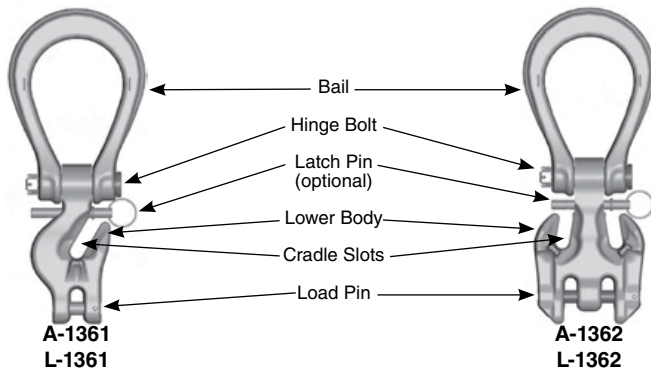 Bail
Hinge Bolt
Latch Pin
(optional)
Lower Body
Cradle Slots
Load Pin
A-1361
L-1361
A-1362
L-1362